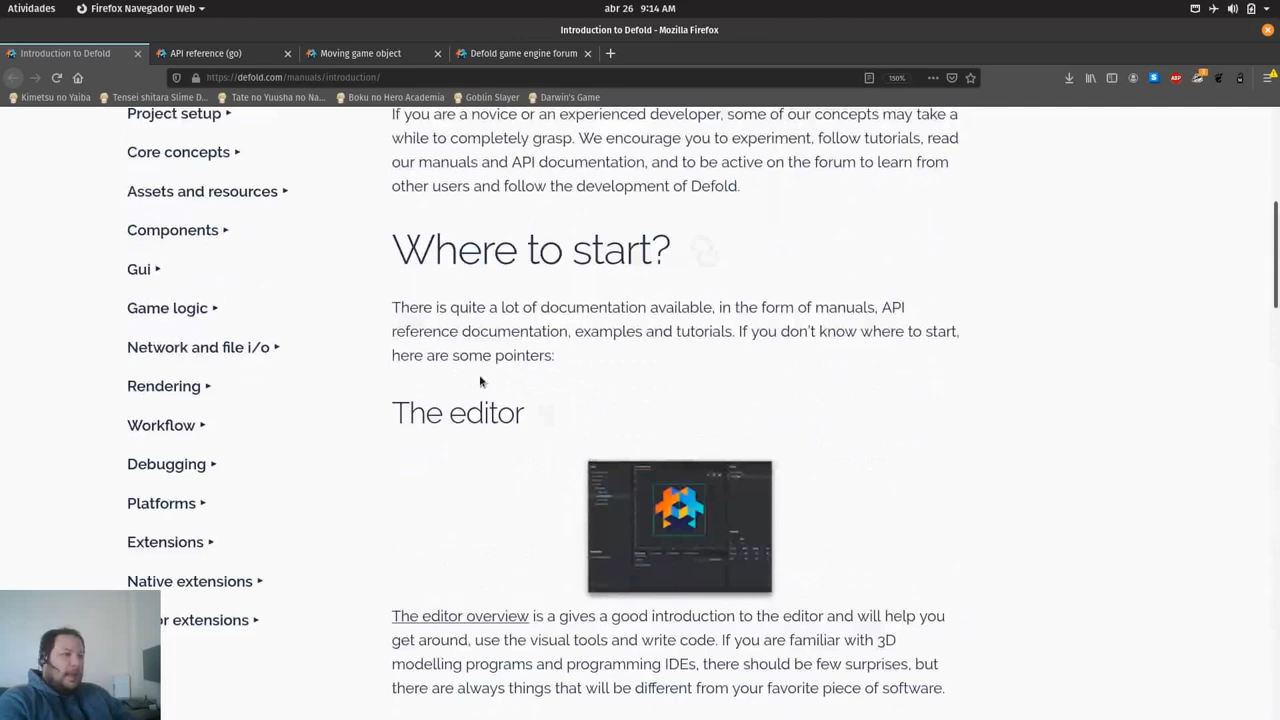 Atividades
Firefox Navegador Web
abr 26 9:14 AM
Introduction to Defold - Mozilla Firefox
Introduction to Defold
API reference (go)
Moving game object
Defold game engine forum
https://defold.com/manuals/introduction/
150%
Kimetsu no Yaiba
Tensei shitara Slime D...
Tate no Yuusha no Na...
Boku no Hero Academia
Goblin Slayer
Darwin's Game
Project setup
Core concepts
Assets and resources
Components
Gui
Game logic
Network and file i/o
Rendering
Workflow
Debugging
Platforms
Extensions
Native extensions
or extensions
If you are a novice or an experienced developer, some of our concepts may take a
while to completely grasp. We encourage you to experiment, follow tutorials, read
our manuals and API documentation, and to be active on the forum to learn from
other users and follow the development of Defold.
Where to start?
There is quite a lot of documentation available, in the form of manuals, API
reference documentation, examples and tutorials. If you don't know where to start,
here are some pointers:
The editor
The editor overview is a gives a good introduction to the editor and will help you
get around, use the visual tools and write code. If you are familiar with 3D
modelling programs and programming IDEs, there should be few surprises, but
there are always things that will be different from your favorite piece of software.